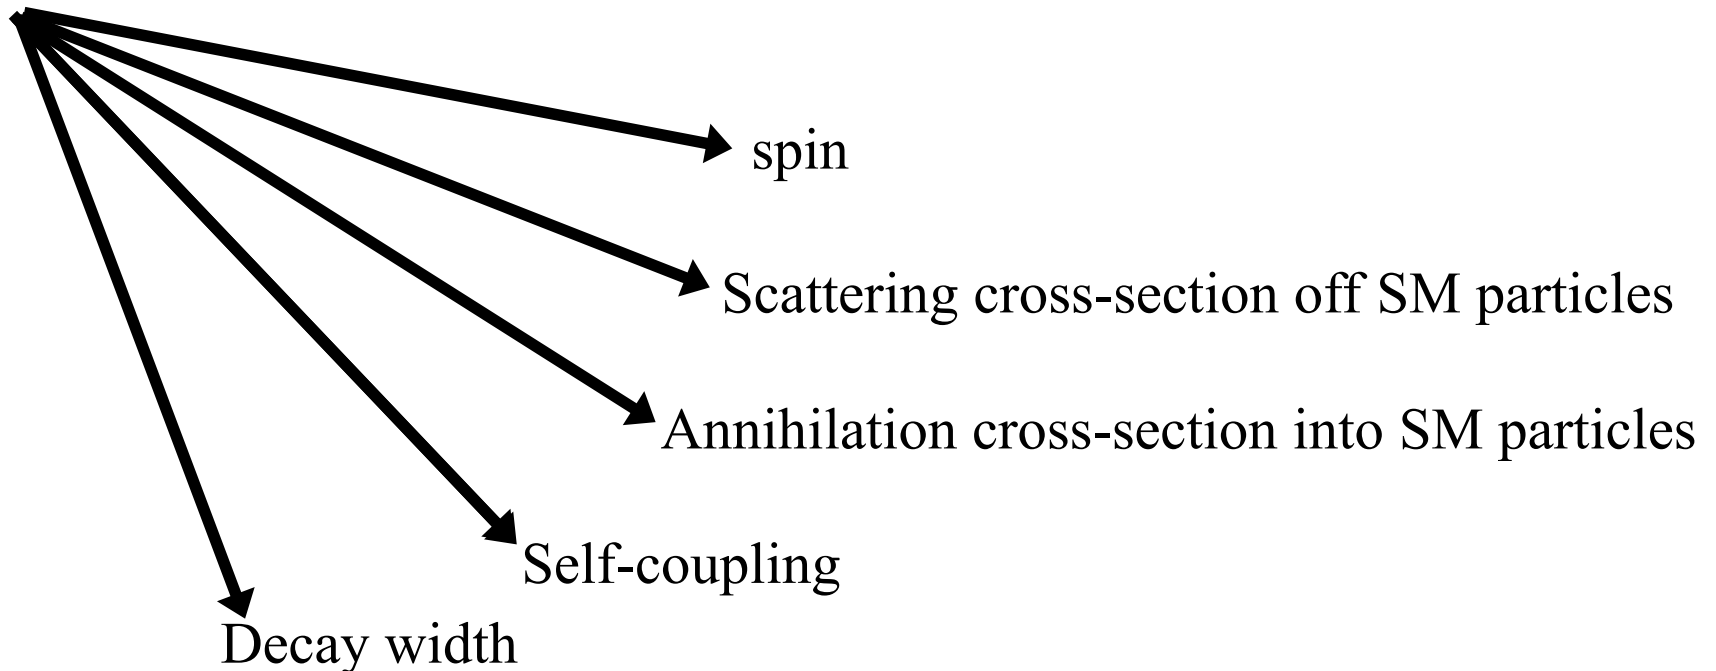 spin
Scattering cross-section off SM particles
Annihilation cross-section into SM particles
Self-coupling
Decay width